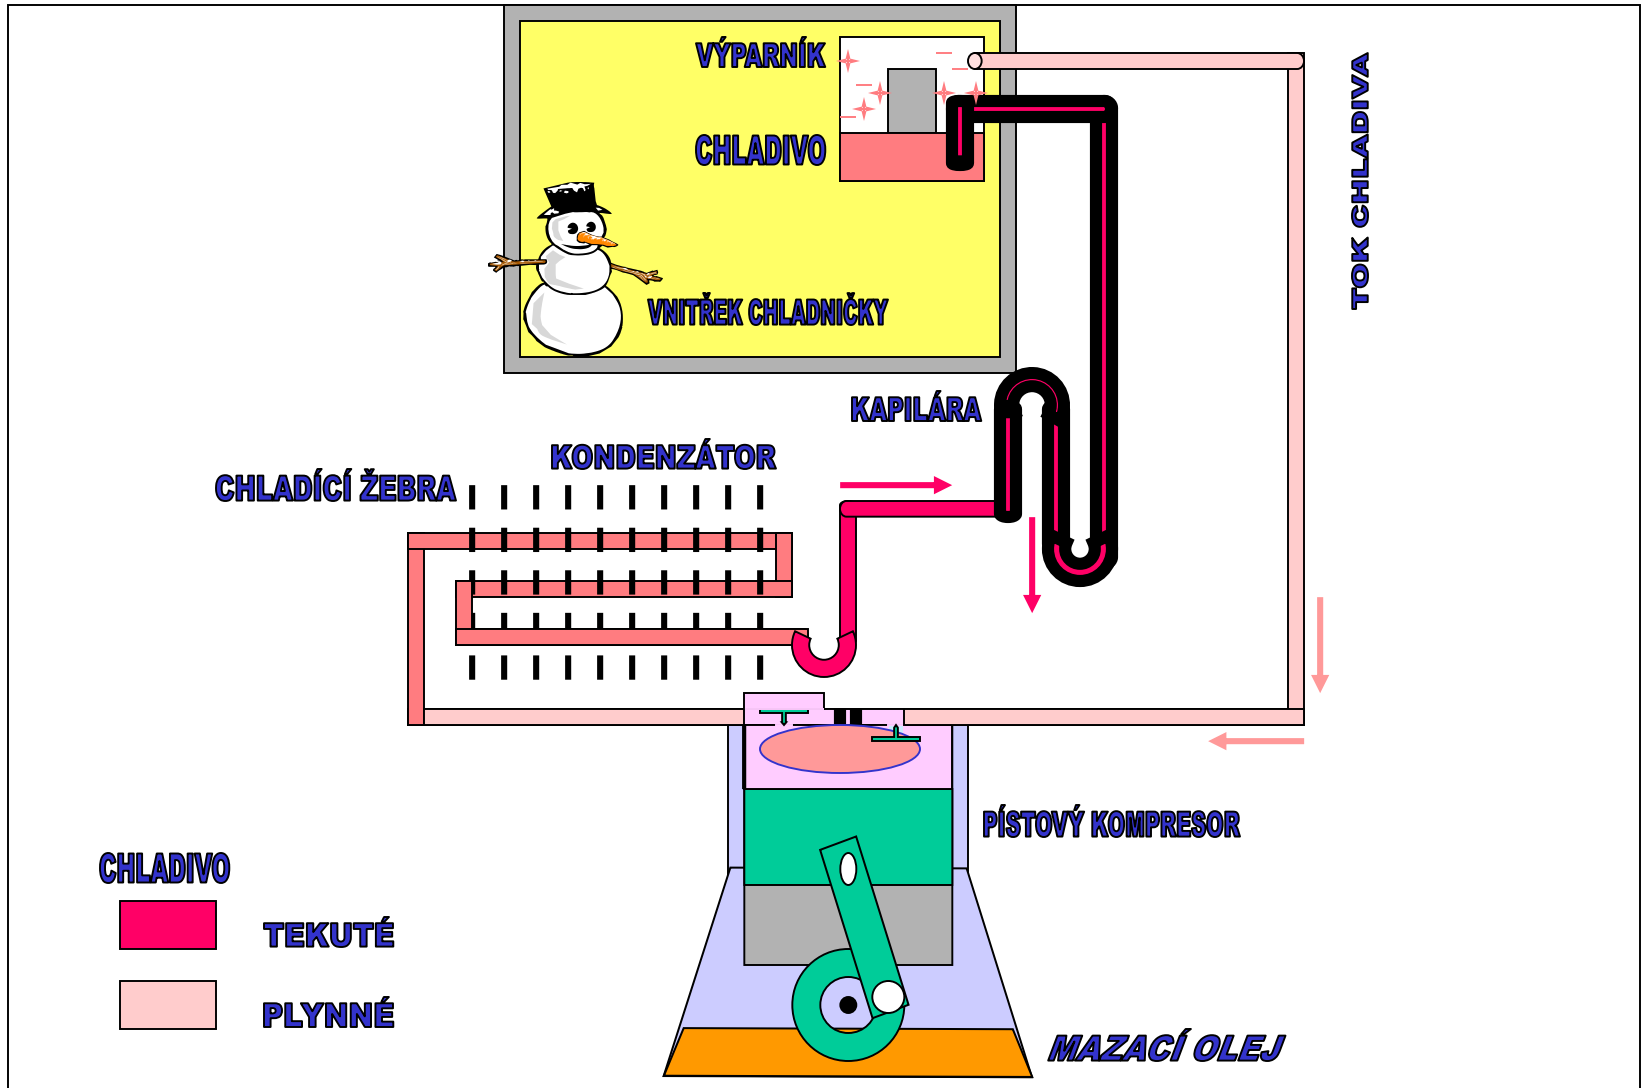 VÝPARNÍK
TOK CHLADIVA
CHLADIVO
VNITŘEK CHLADNIČKY
KAPILÁRA
KONDENZÁTOR
CHLADÍCÍ ŽEBRA
PÍSTOVÝ KOMPRESOR
CHLADIVO
TEKUTÉ
PLYNNÉ
MAZACÍ OLEJ